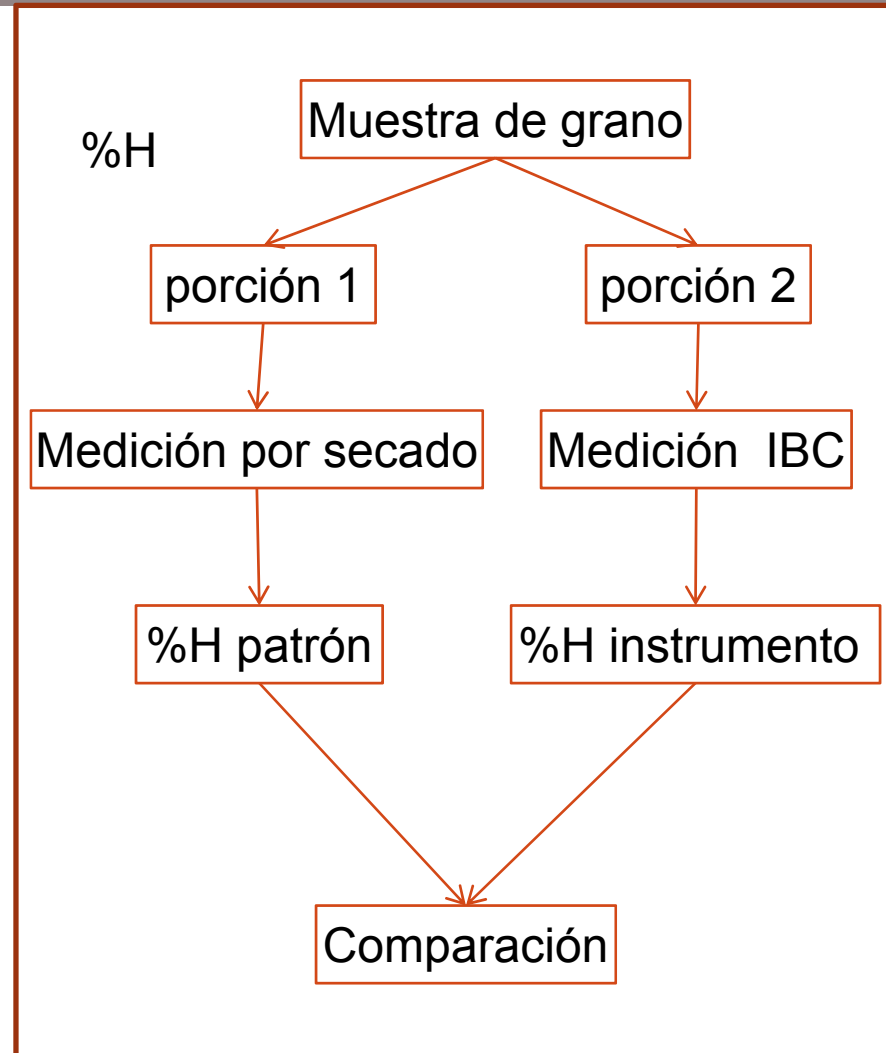 Muestra de grano
%H
porción 1
porción 2
Medición por secado
Medición IBC
%H patrón
%H instrumento
Comparación